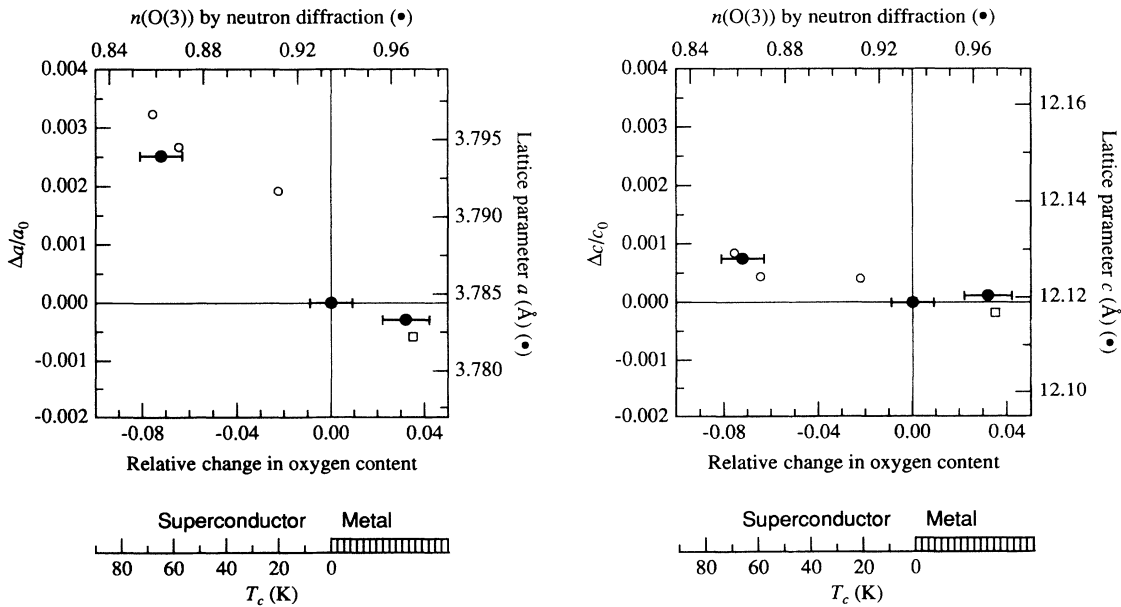 n(O(3)) by neutron diffraction (●)
0.84 0.88 0.92 0.96
0.004
0.003
0.002
0.001
0.000
-0.001
-0.002
Δa/a0
3.795
3.790
3.785
3.780
Lattice parameter a (Å) (●)
-0.08 -0.04 0.00 0.04
Relative change in oxygen content
Superconductor Metal
80 60 40 20 0
Tc (K)
n(O(3)) by neutron diffraction (●)
0.84 0.88 0.92 0.96
0.004
0.003
0.002
0.001
0.000
-0.001
-0.002
Δc/c0
12.16
12.14
12.12
12.10
Lattice parameter c (Å) (●)
-0.08 -0.04 0.00 0.04
Relative change in oxygen content
Superconductor Metal
80 60 40 20 0
Tc (K)